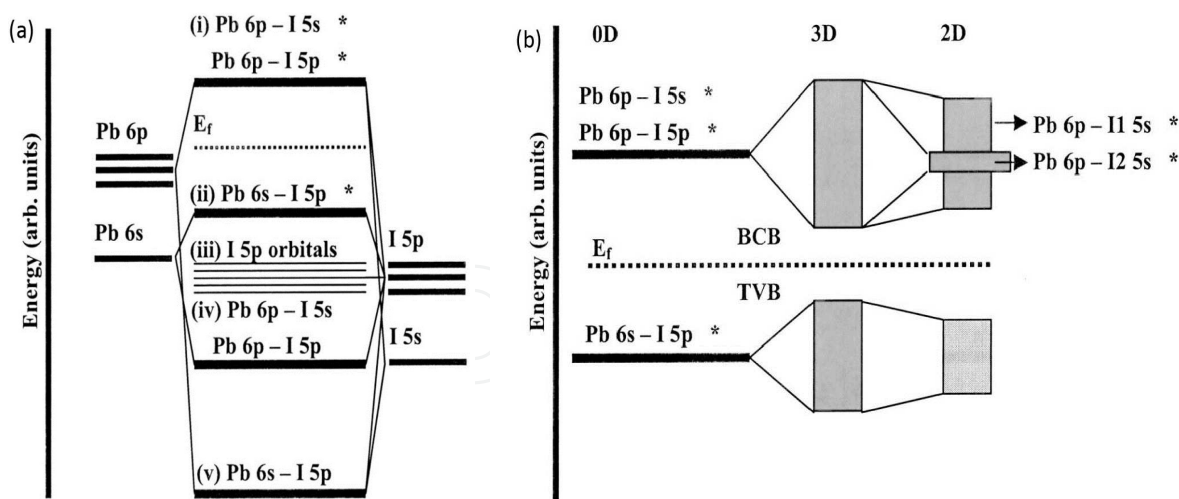 (a)
Energy (arb. units)
(i) Pb 6p – I 5s *
Pb 6p – I 5p *
Pb 6p
Ef
(ii) Pb 6s – I 5p *
Pb 6s
(iii) I 5p orbitals
I 5p
(iv) Pb 6p – I 5s
Pb 6p – I 5p
I 5s
(v) Pb 6s – I 5p
(b)
Energy (arb. units)
0D 3D 2D
Pb 6p – I 5s *
Pb 6p – I 5p *
Pb 6p – I1 5s *
Pb 6p – I2 5s *
BCB
Ef
TVB
Pb 6s – I 5p *